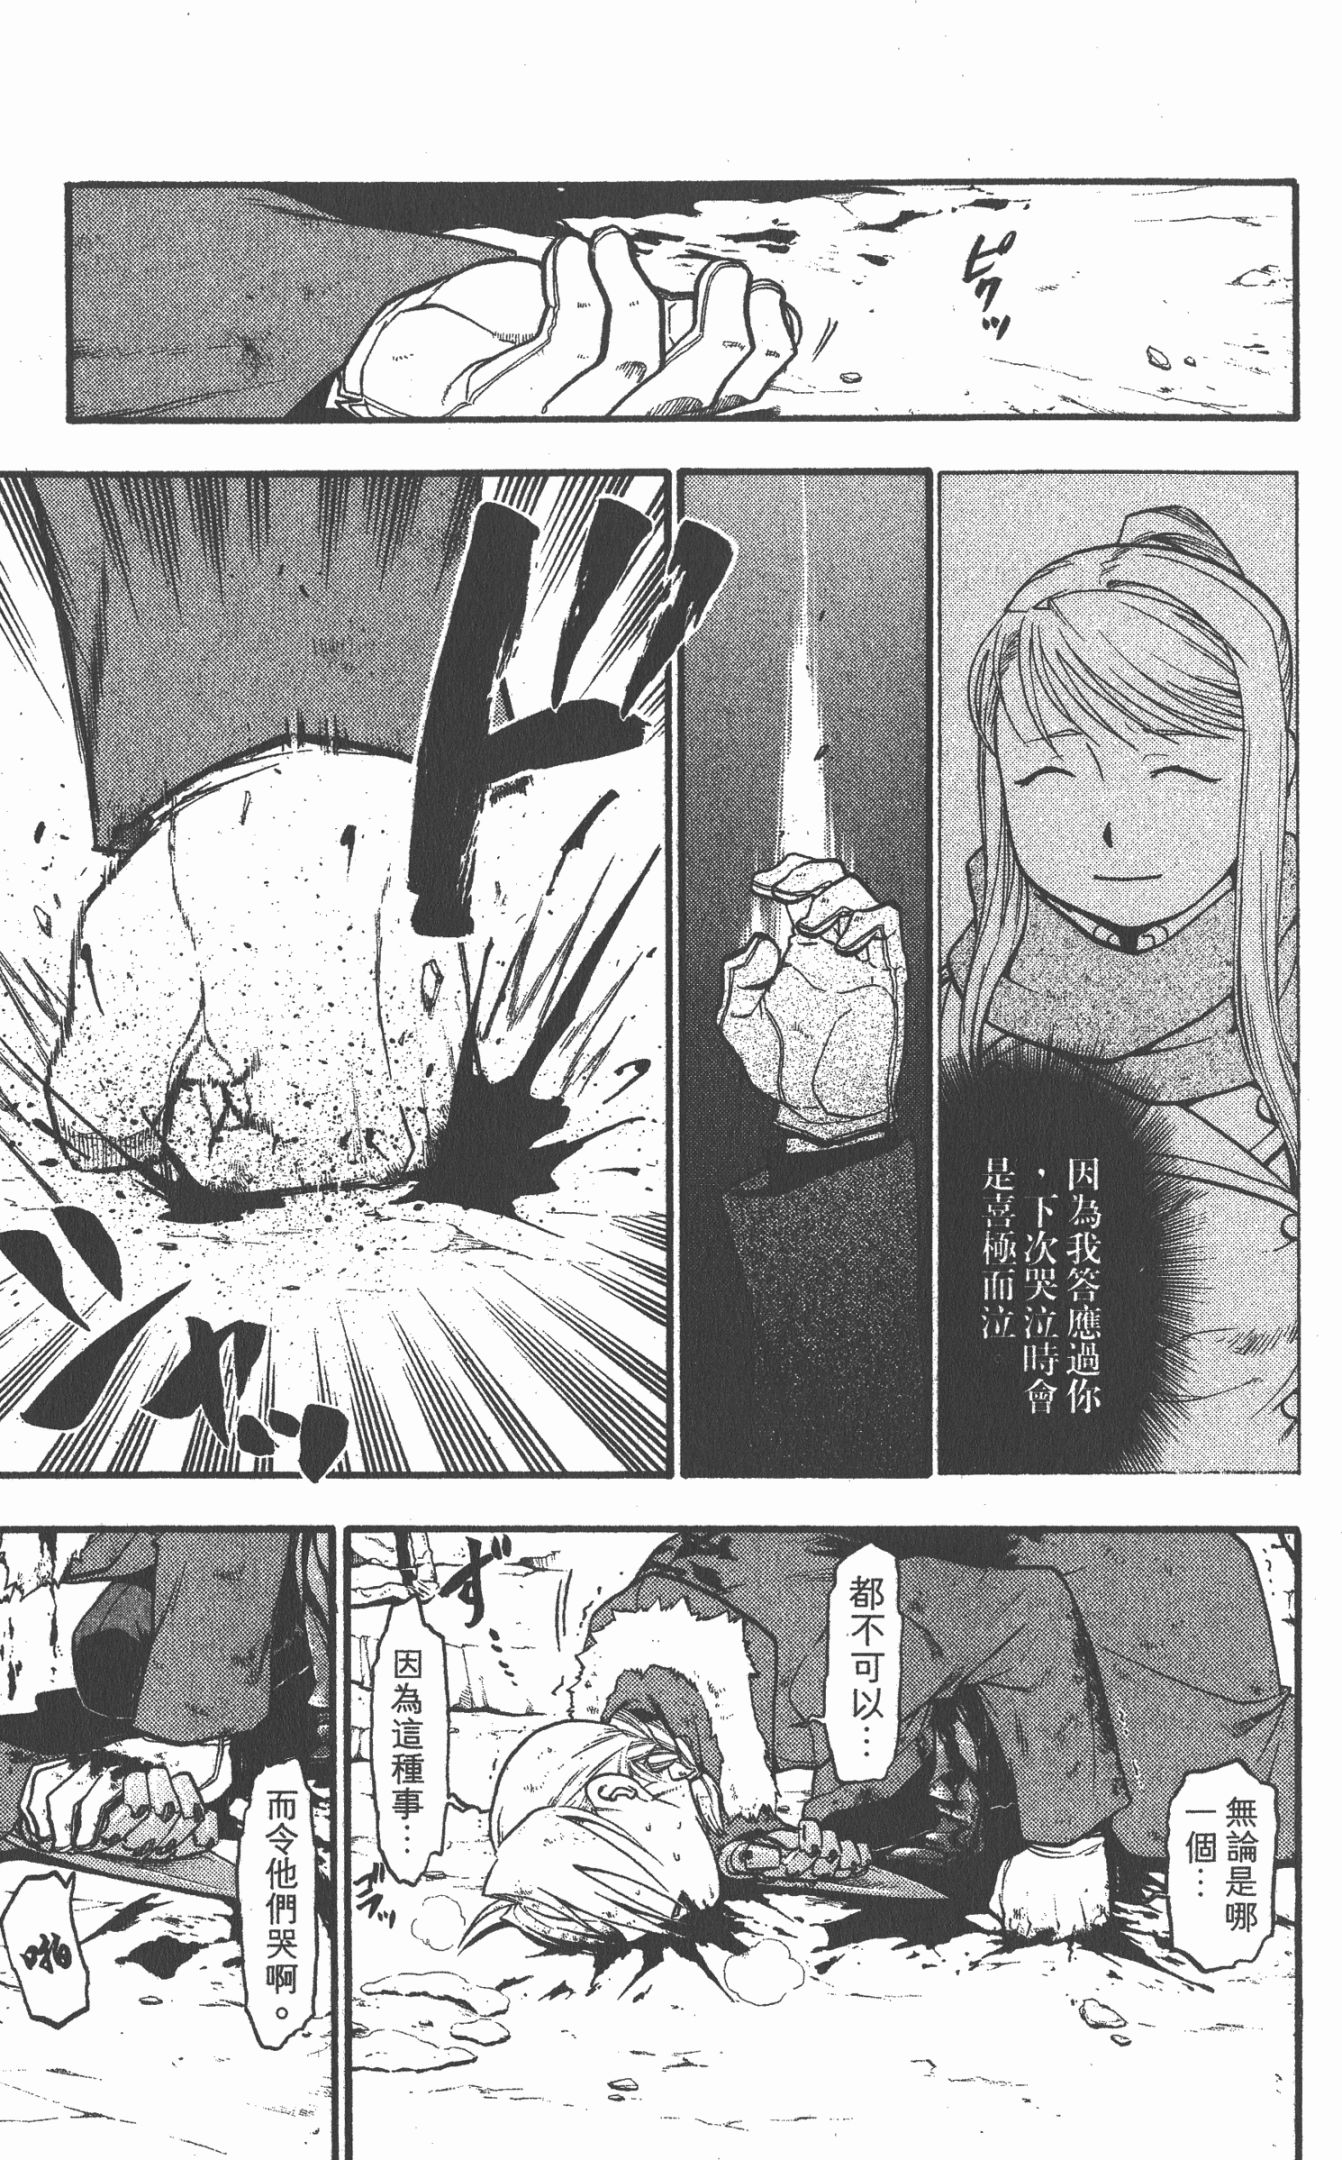 ピクッ
因為我答應過你
，下次哭泣時會
是喜極而泣。
ドンッ
無論是哪
一個…
都不可以…
ず…
因為這種事…
ズッ
而令他們哭啊。
啪